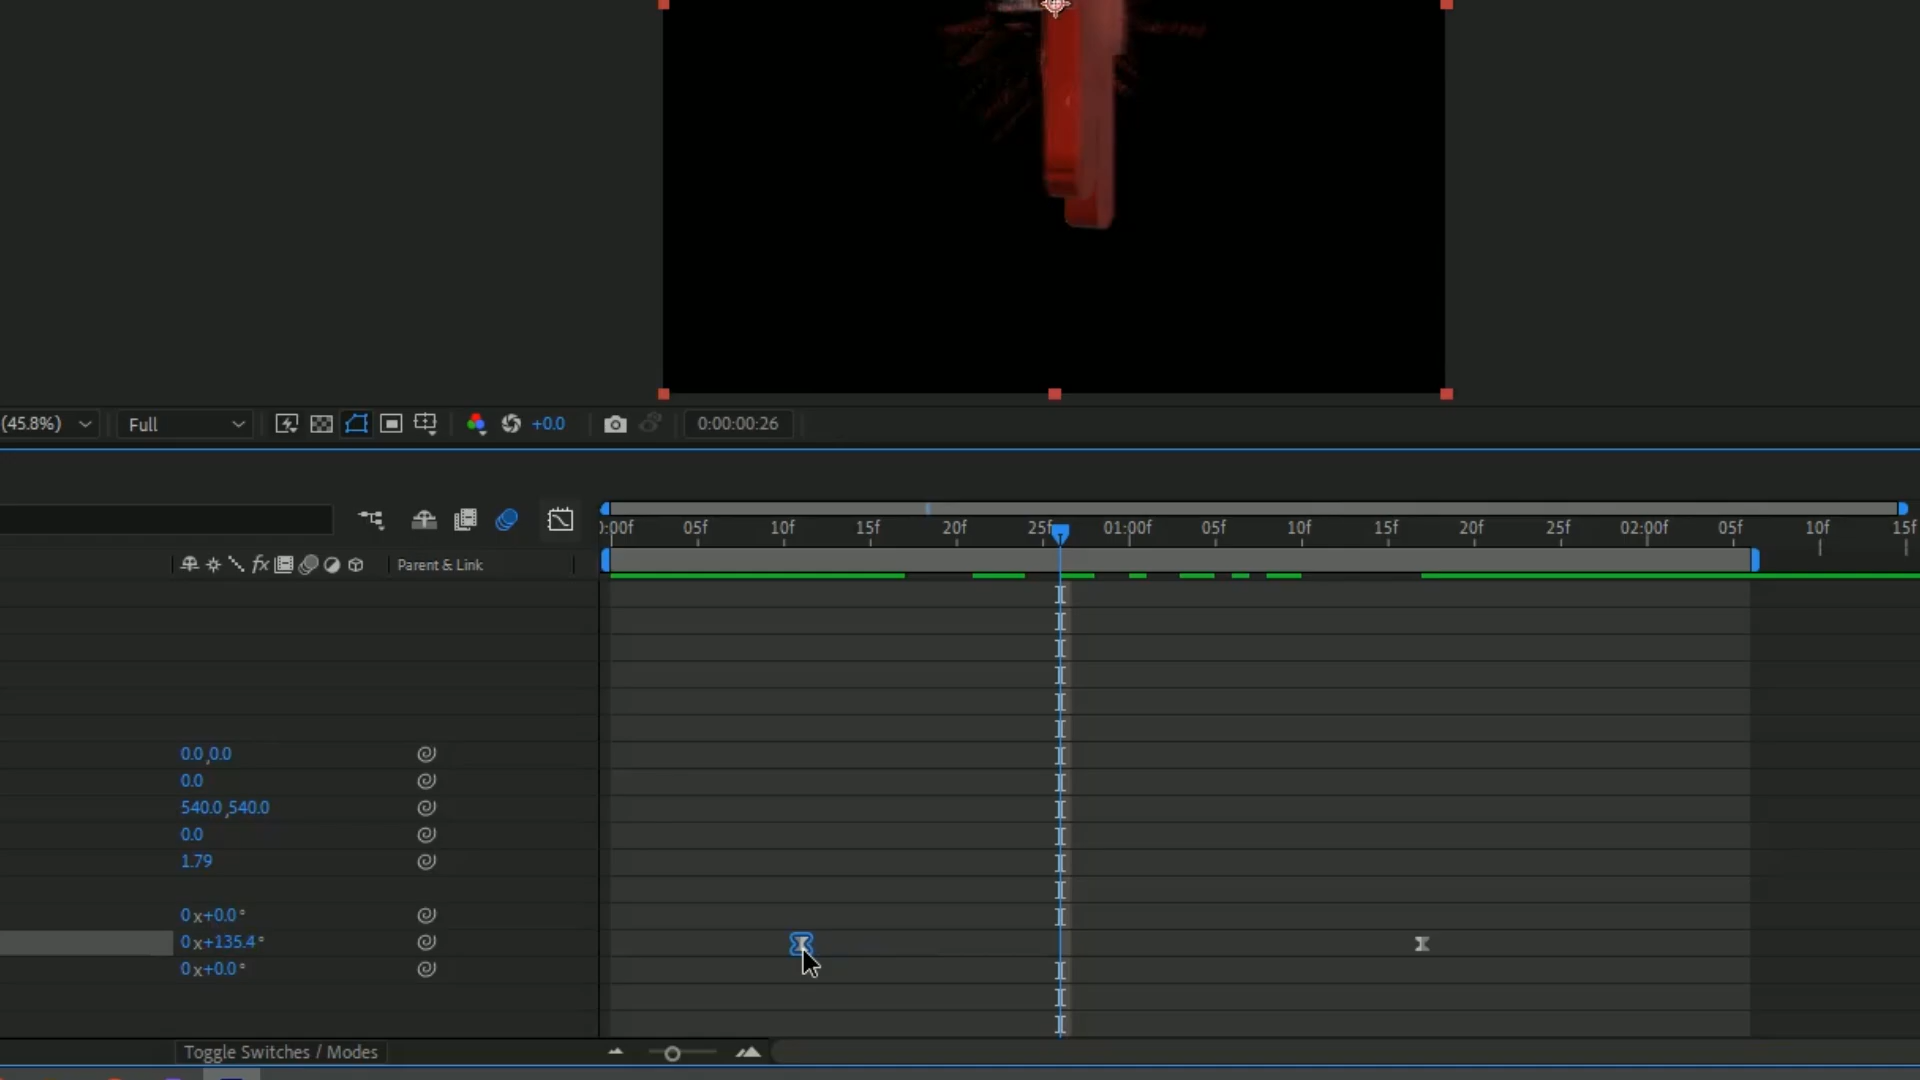 (45.8%)
Full
+0.0
0:00:00:26
0:00f 05f 10f 15f 20f 25f 01:00f 05f 10f 15f 20f 25f 02:00f 05f 10f 15f
fx
Parent & Link
0.0,0.0
0.0
540.0,540.0
0.0
1.79
0x+0.0°
0x+135.4°
0x+0.0°
Toggle Switches / Modes